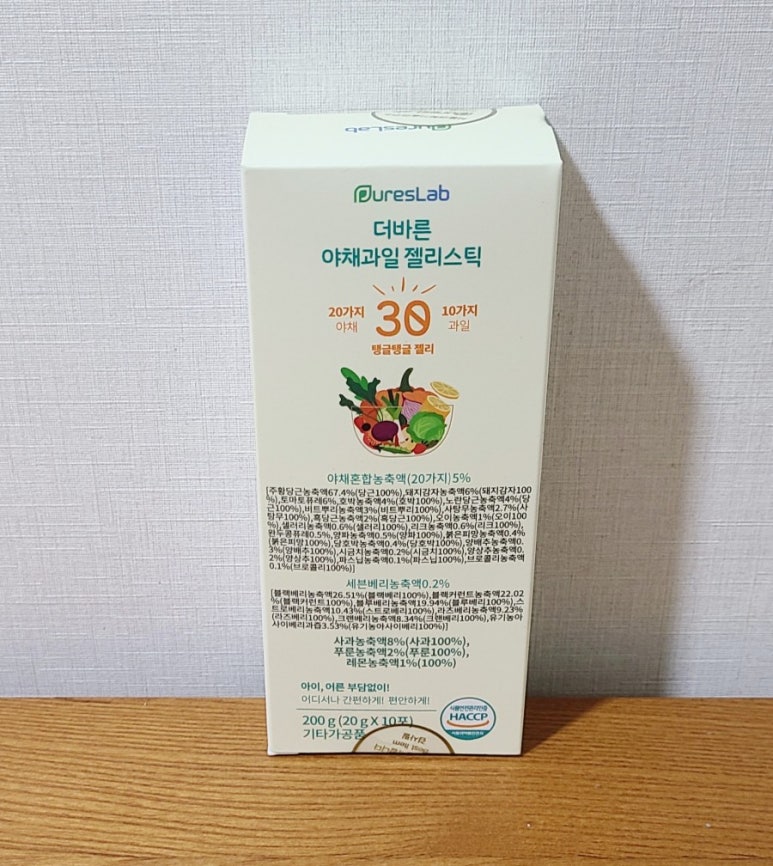 PuresLab
PuresLab
더바른
야채과일 젤리스틱
20가지 30 10가지
야채 과일
탱글탱글 젤리
야채혼합농축액(20가지) 5%
[주황당근농축액67.4%(당근100%),돼지감자농축액6%(돼지감자100
%),토마토퓨레6%,호박농축액4%(호박100%),노란당근농축액4%(당
근100%),비트뿌리농축액3%(비트뿌리100%),사탕무농축액2.7%(사
탕무100%),흑당근농축액2%(흑당근100%),오이농축액1%(오이100
%),샐러리농축액0.6%(샐러리100%),리크농축액0.6%(리크100%),
완두콩퓨레0.5%,양파농축액0.5%(양파100%),붉은피망농축액0.4%
(붉은피망100%),당호박농축액0.4%(당호박100%),양배추농축액0.
3%(양배추100%),시금치농축액0.2%(시금치100%),양상추농축액0.
2%(양상추100%),파스닙농축액0.1%(파스닙100%),브로콜리농축액
0.1%(브로콜리100%)]
세븐베리농축액0.2%
[블랙베리농축액26.51%(블랙베리100%),블랙커런트농축액22.02
%(블랙커런트100%),블루베리농축액19.94%(블루베리100%),스
트로베리농축액10.43%(스트로베리100%),라즈베리농축액9.23%
(라즈베리100%),크랜베리농축액8.34%(크랜베리100%),유기농아
사이베리과즙3.53%(유기농아사이베리100%)]
사과농축액8%(사과100%),
푸룬농축액2%(푸룬100%),
레몬농축액1%(100%)
아이, 어른 부담없이!
어디서나 간편하게! 편안하게!
200 g (20 g X 10포)
기타가공품
식품안전관리인증
HACCP
식품의약품안전처